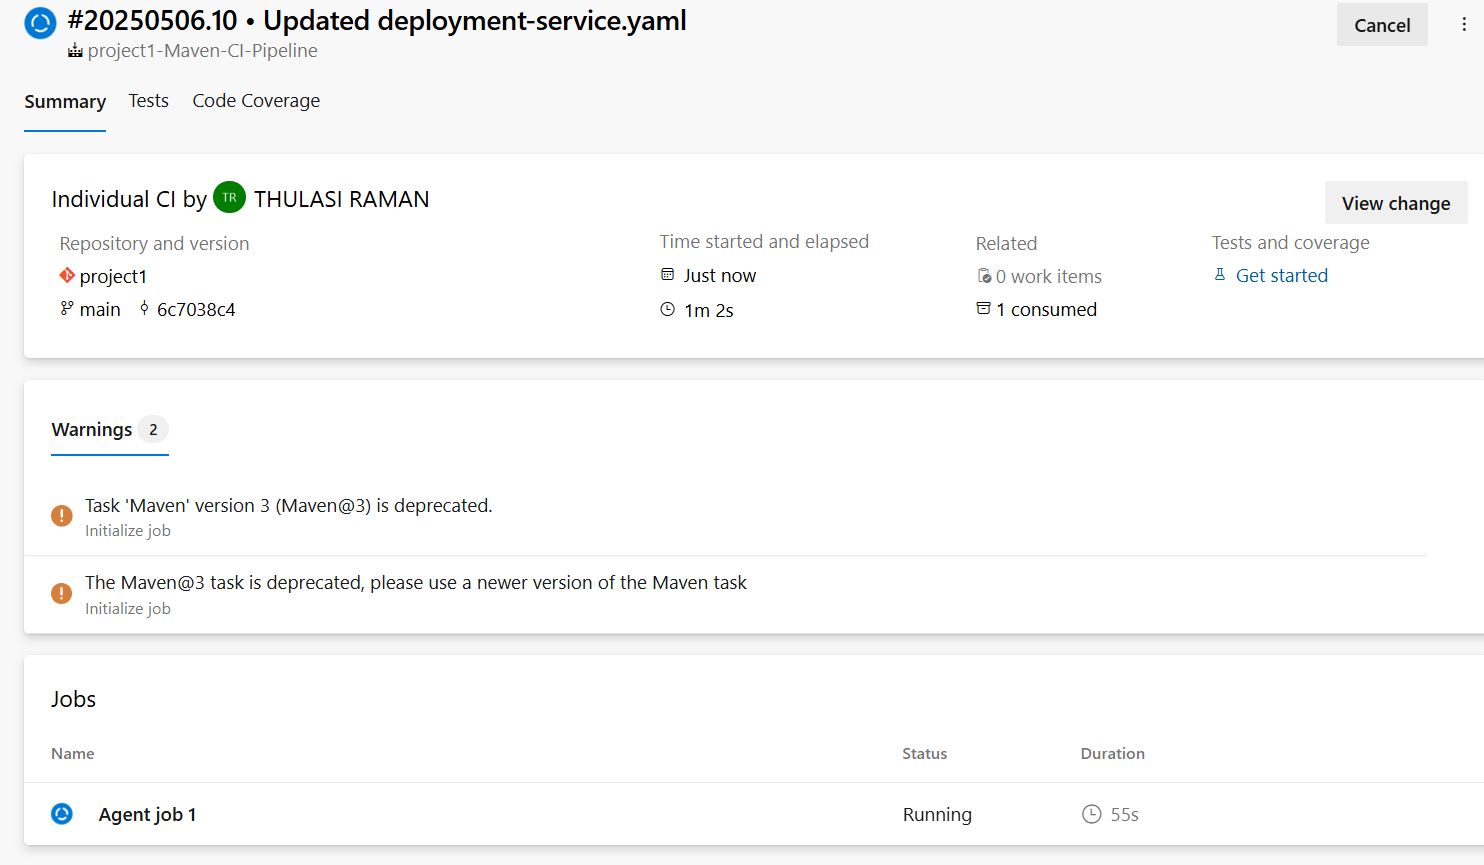 #20250506.10 • Updated deployment-service.yaml
Cancel
project1-Maven-CI-Pipeline
Summary Tests Code Coverage
Individual CI by TR THULASI RAMAN
View change
Repository and version
project1
main 6c7038c4
Time started and elapsed
Just now
1m 2s
Related
0 work items
1 consumed
Tests and coverage
Get started
Warnings 2
Task 'Maven' version 3 (Maven@3) is deprecated.
Initialize job
The Maven@3 task is deprecated, please use a newer version of the Maven task
Initialize job
Jobs
Name Status Duration
Agent job 1 Running 55s